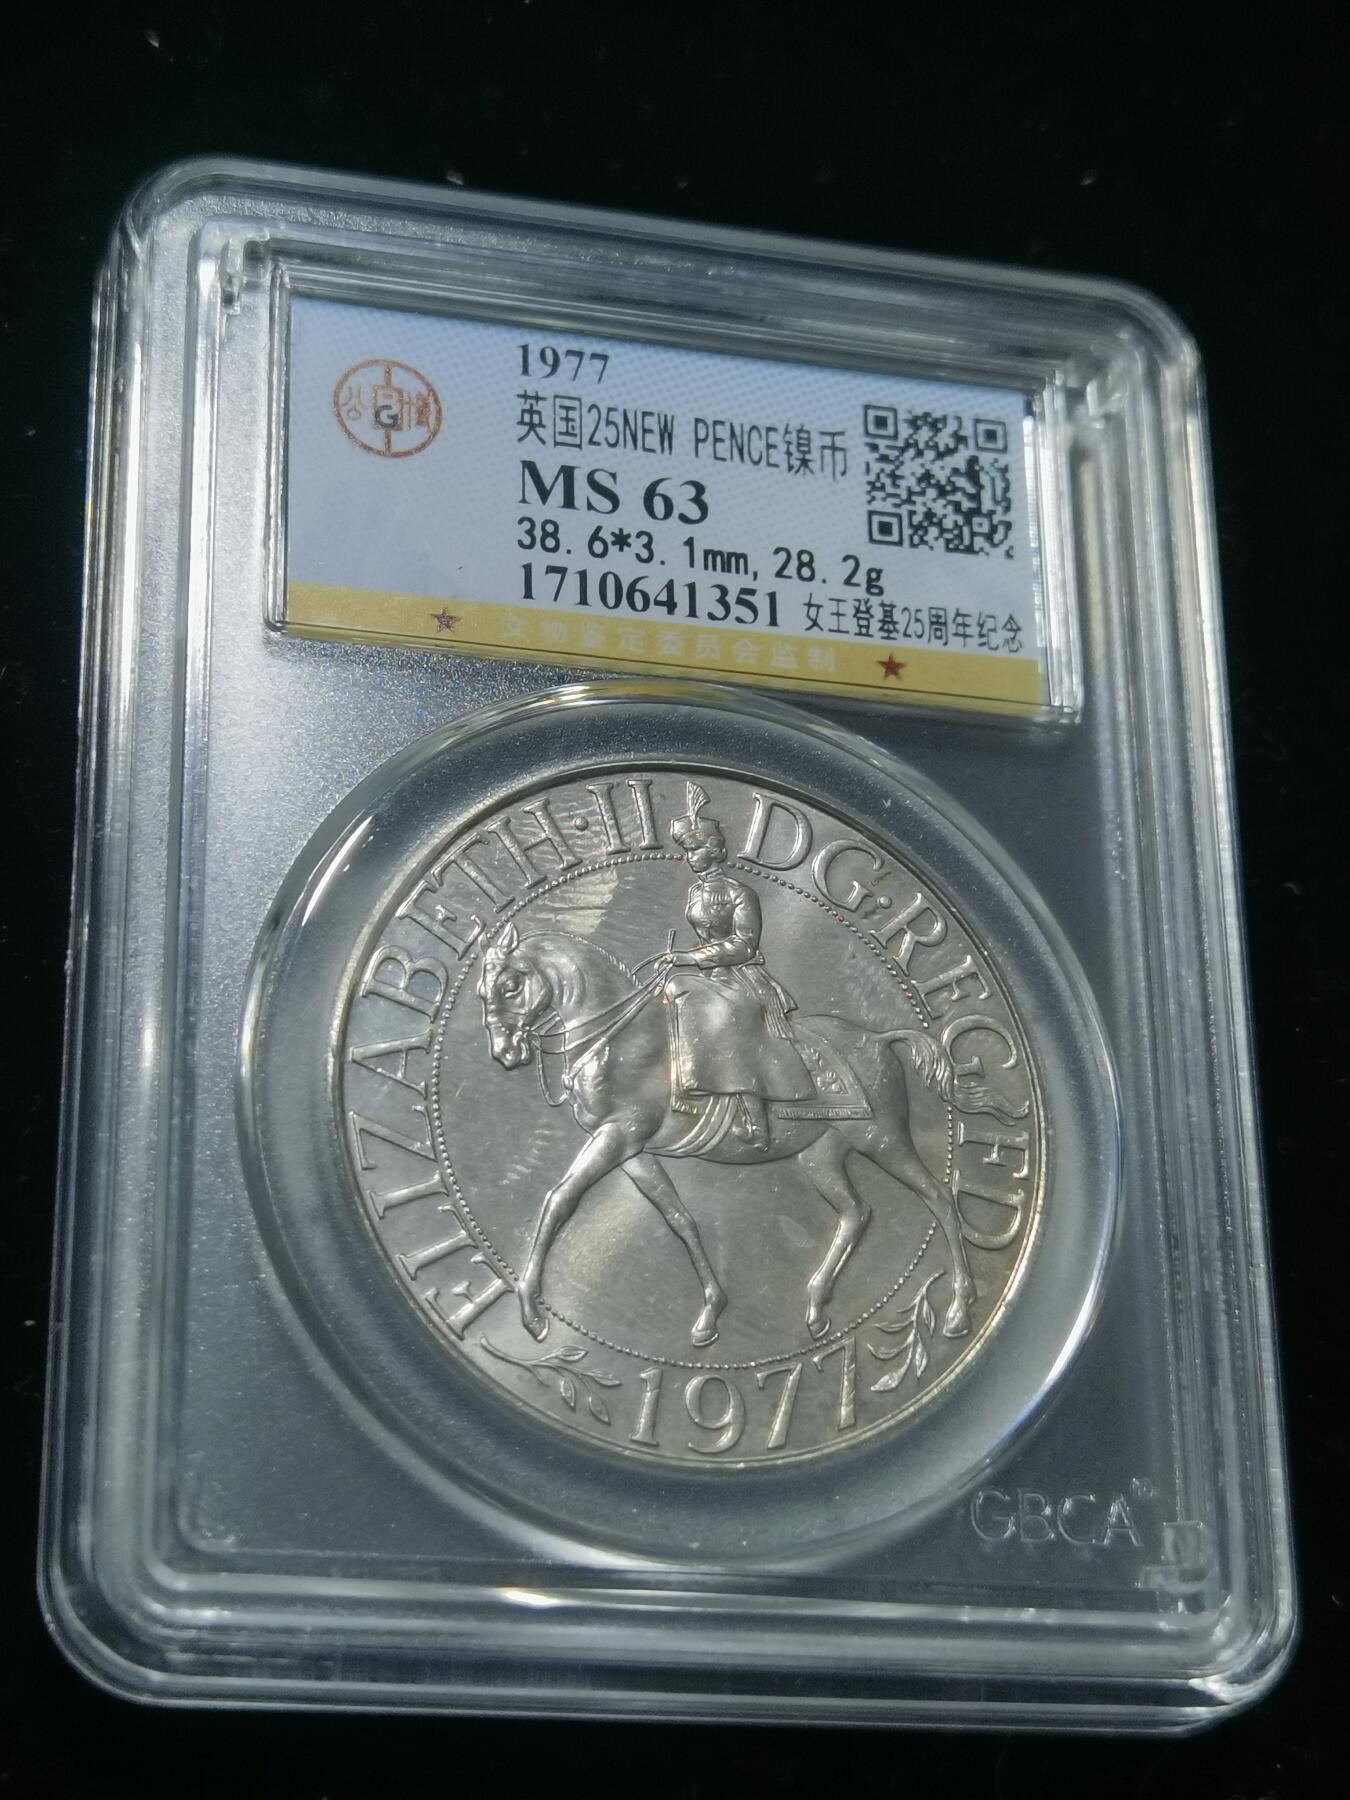 1977
英国25NEW PENCE镍币
MS 63
38.6*3.1mm,28.2g
1710641351 女王登基25周年纪念
文物鉴定委员会监制
G
ELIZABETH·II DG·REG FD
1977
GBCA